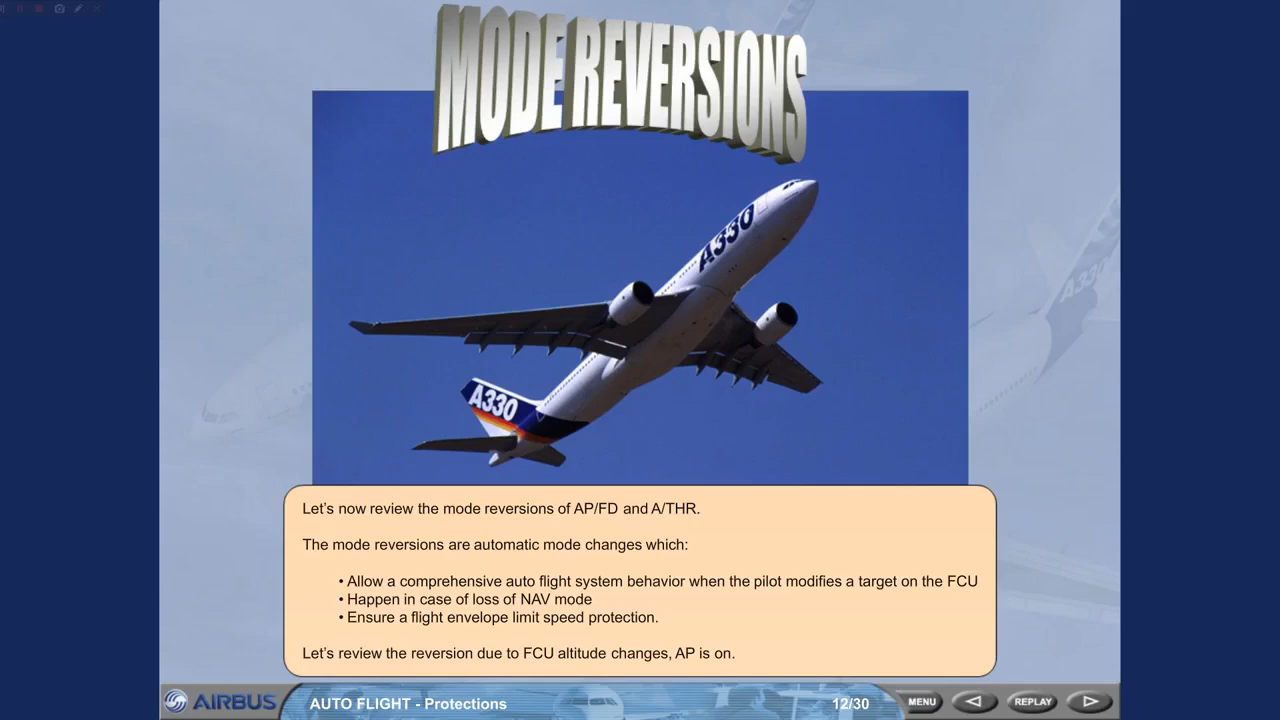 MODE REVERSIONS
A330
A330
A330
Let's now review the mode reversions of AP/FD and A/THR.
The mode reversions are automatic mode changes which:
• Allow a comprehensive auto flight system behavior when the pilot modifies a target on the FCU
• Happen in case of loss of NAV mode
• Ensure a flight envelope limit speed protection.
Let's review the reversion due to FCU altitude changes, AP is on.
AIRBUS
AUTO FLIGHT - Protections
12/30
MENU
REPLAY